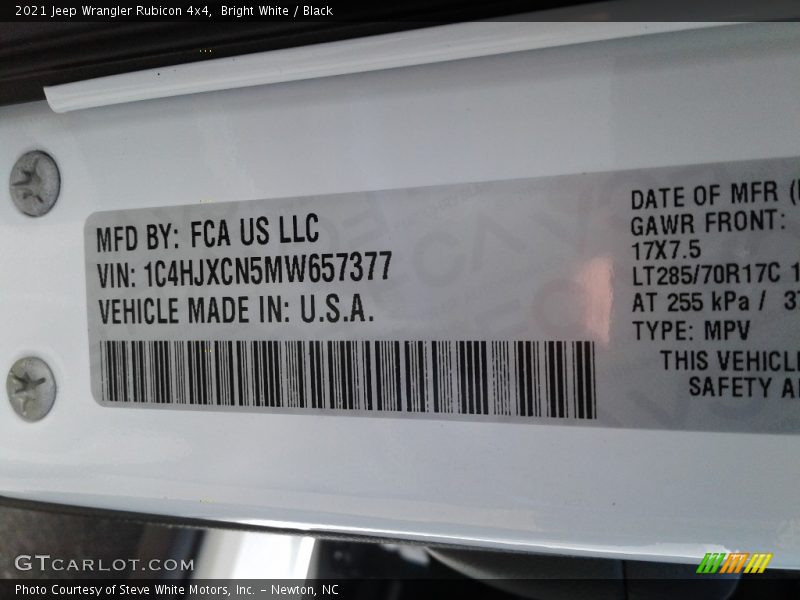 2021 Jeep Wrangler Rubicon 4x4, Bright White / Black
MFD BY: FCA US LLC
VIN: 1C4HJXCN5MW657377
VEHICLE MADE IN: U.S.A.
DATE OF MFR
GAWR FRONT:
17X7.5
LT285/70R17C
AT 255 kPa /
TYPE: MPV
THIS VEHICLE
SAFETY
GTCARLOT.COM
Photo Courtesy of Steve White Motors, Inc. – Newton, NC